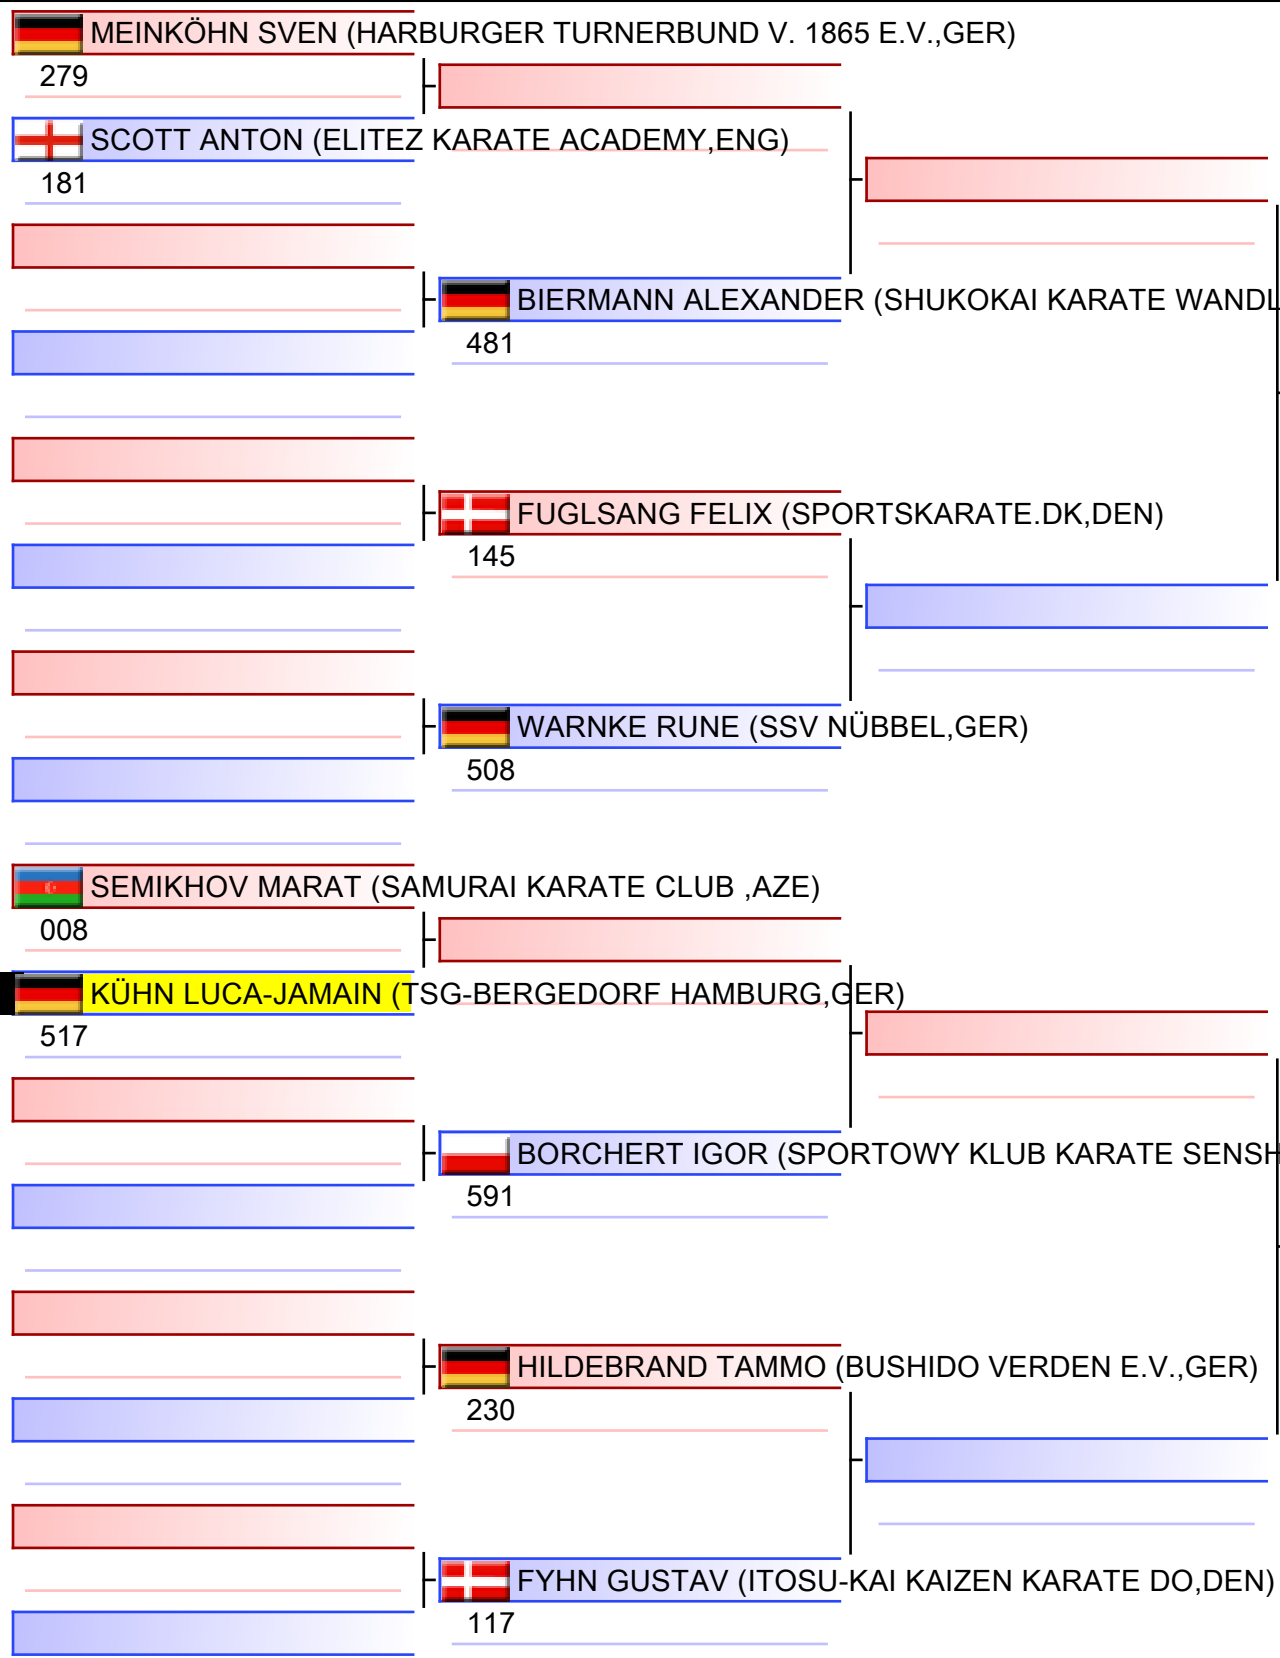 MEINKÖHN SVEN (HARBURGER TURNERBUND V. 1865 E.V.,GER)
279
SCOTT ANTON (ELITEZ KARATE ACADEMY,ENG)
181
BIERMANN ALEXANDER (SHUKOKAI KARATE WANDL
481
FUGLSANG FELIX (SPORTSKARATE.DK,DEN)
145
WARNKE RUNE (SSV NÜBBEL,GER)
508
SEMIKHOV MARAT (SAMURAI KARATE CLUB ,AZE)
008
KÜHN LUCA-JAMAIN (TSG-BERGEDORF HAMBURG,GER)
517
BORCHERT IGOR (SPORTOWY KLUB KARATE SENSH
591
HILDEBRAND TAMMO (BUSHIDO VERDEN E.V.,GER)
230
FYHN GUSTAV (ITOSU-KAI KAIZEN KARATE DO,DEN)
117